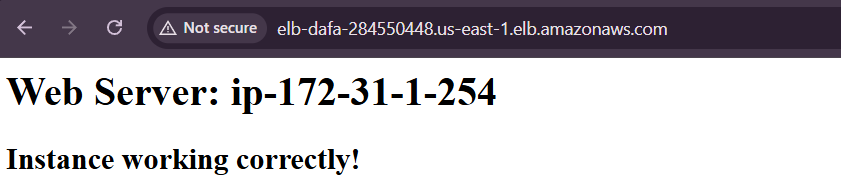 Not secure elb-dafa-284550448.us-east-1.elb.amazonaws.com
Web Server: ip-172-31-1-254
Instance working correctly!